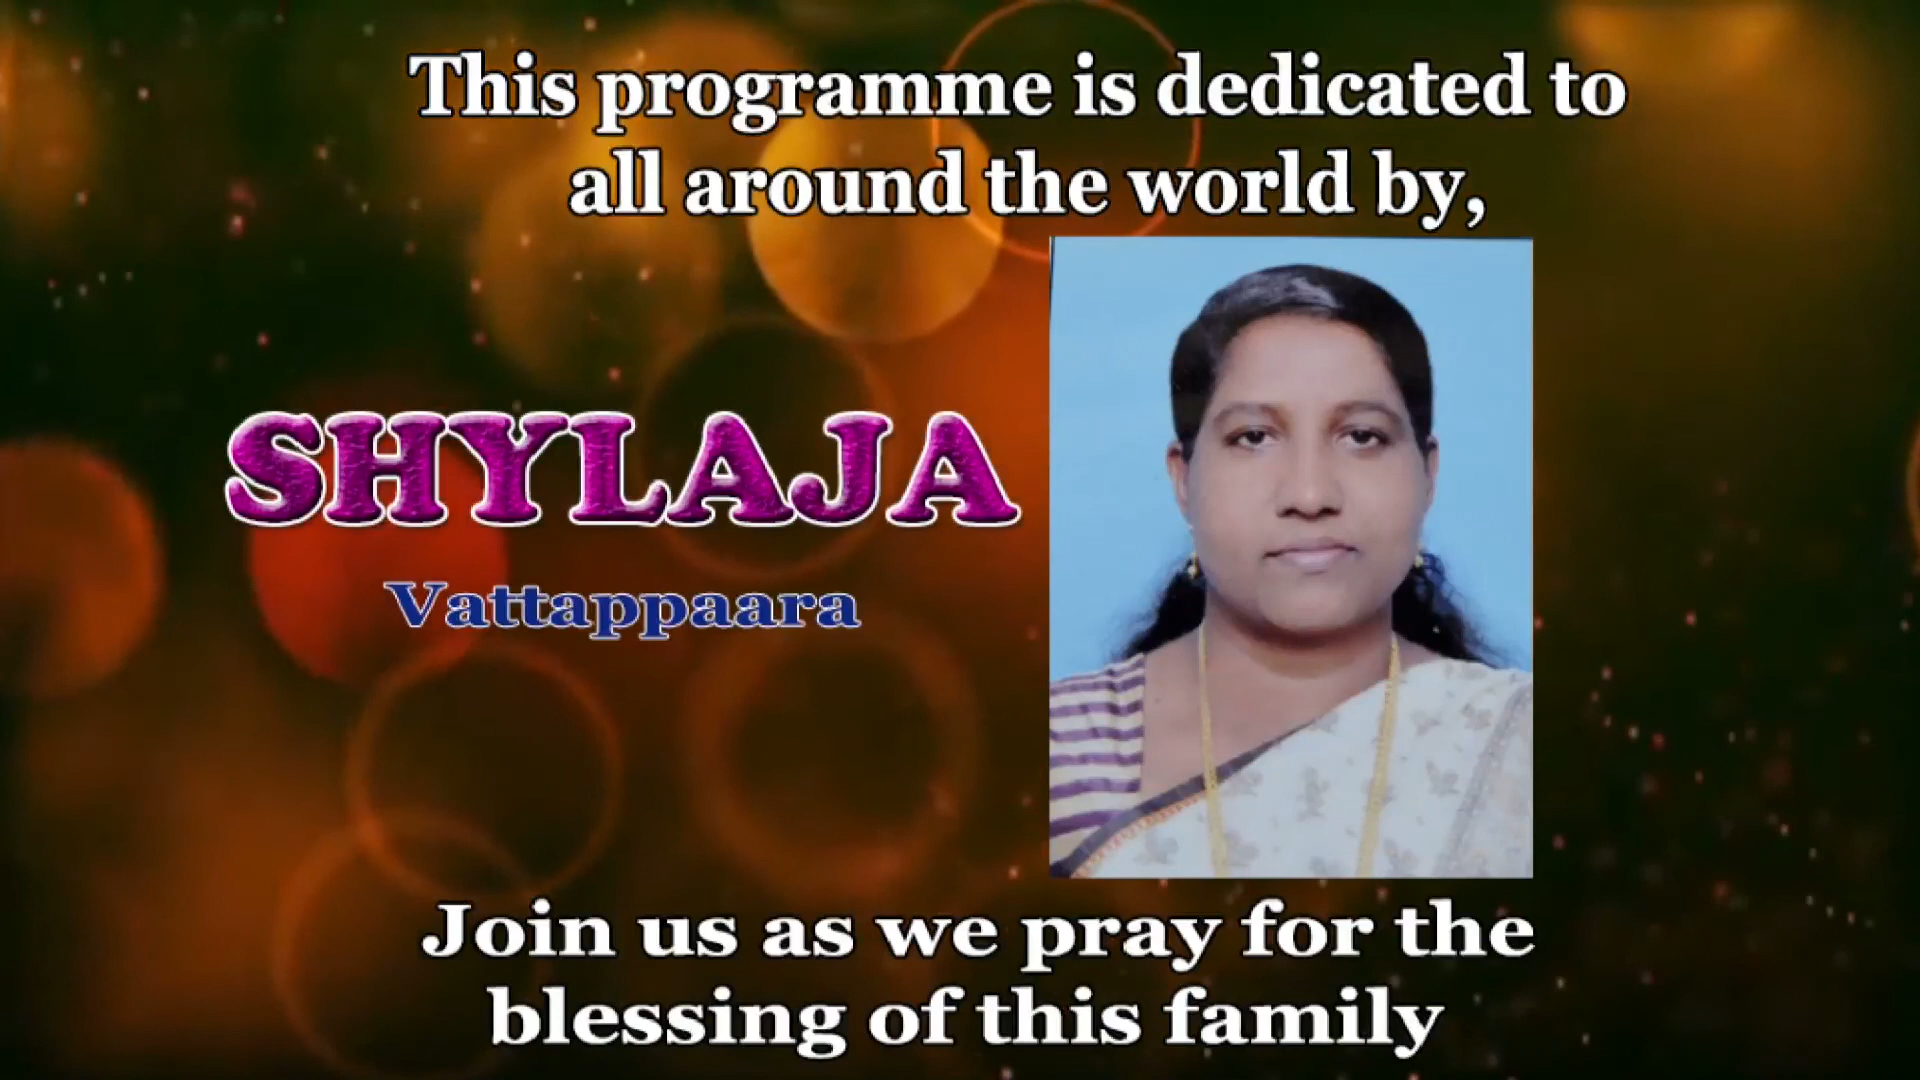 This programme is dedicated to
all around the world by,
SHYLAJA
Vattappaara
Join us as we pray for the
blessing of this family